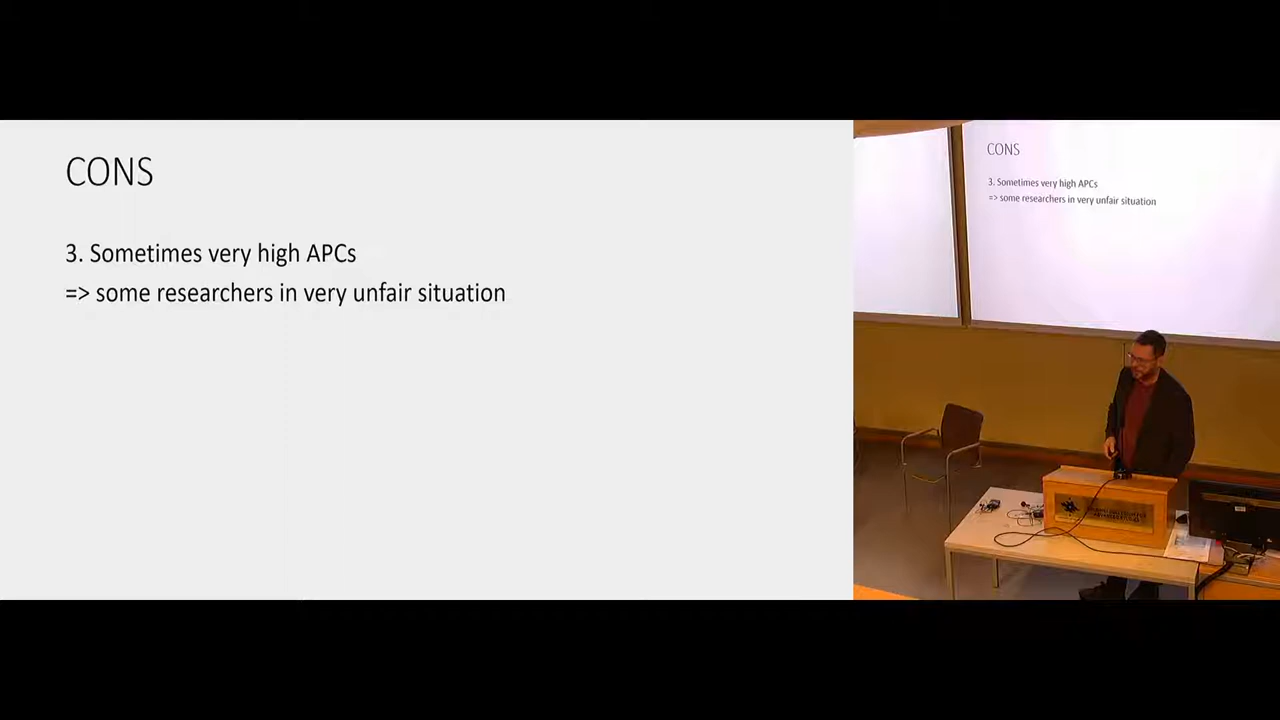 CONS
3. Sometimes very high APCs
=> some researchers in very unfair situation
CONS
3. Sometimes very high APCs
=> some researchers in very unfair situation